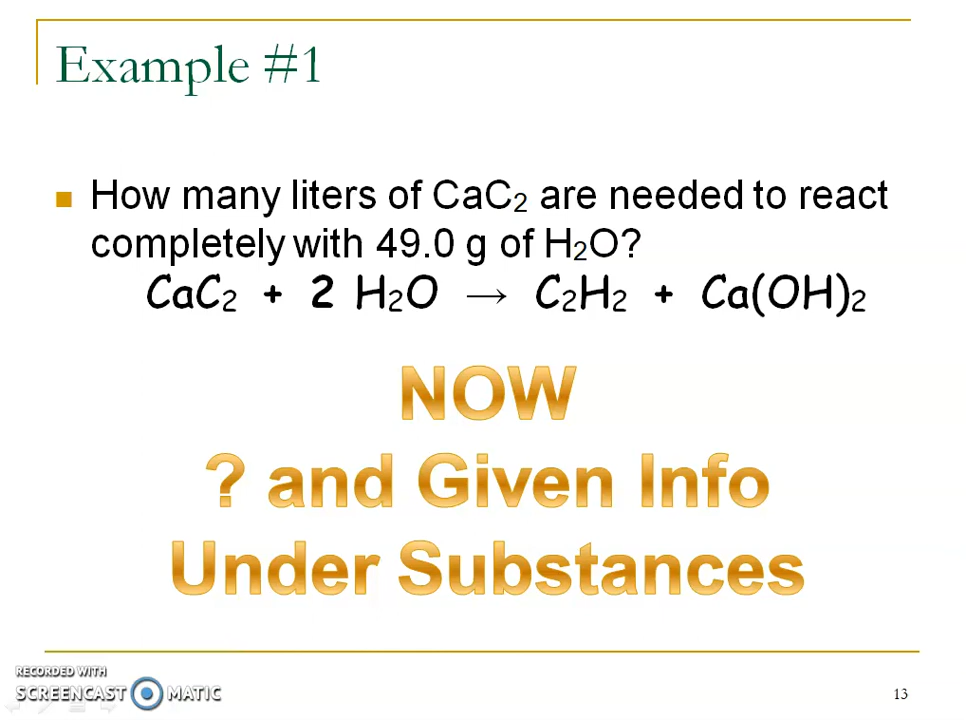 Example #1
How many liters of CaC₂ are needed to react
completely with 49.0 g of H₂O?
CaC₂ + 2 H₂O → C₂H₂ + Ca(OH)₂
NOW
? and Given Info
Under Substances
RECORDED WITH
SCREENCAST MATIC
13